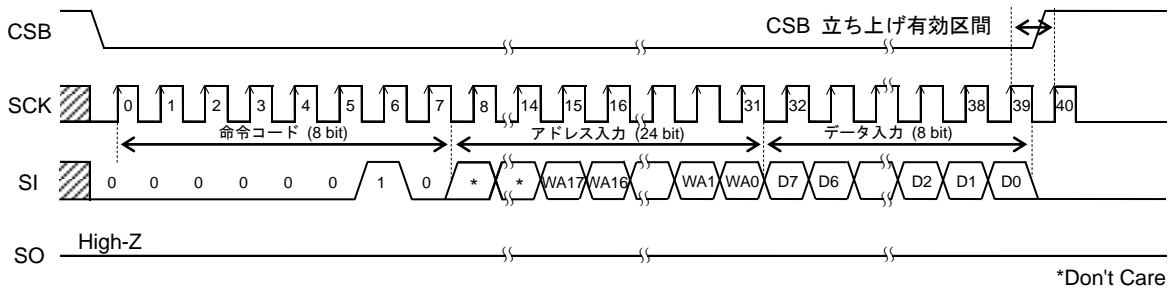 CSB
CSB 立ち上げ有効区間
SCK
0 1 2 3 4 5 6 7 8 14 15 16 31 32 38 39 40
命令コード (8 bit) アドレス入力 (24 bit) データ入力 (8 bit)
SI
0 0 0 0 0 0 1 0 * * WA17 WA16 WA1 WA0 D7 D6 D2 D1 D0
High-Z
SO
*Don't Care